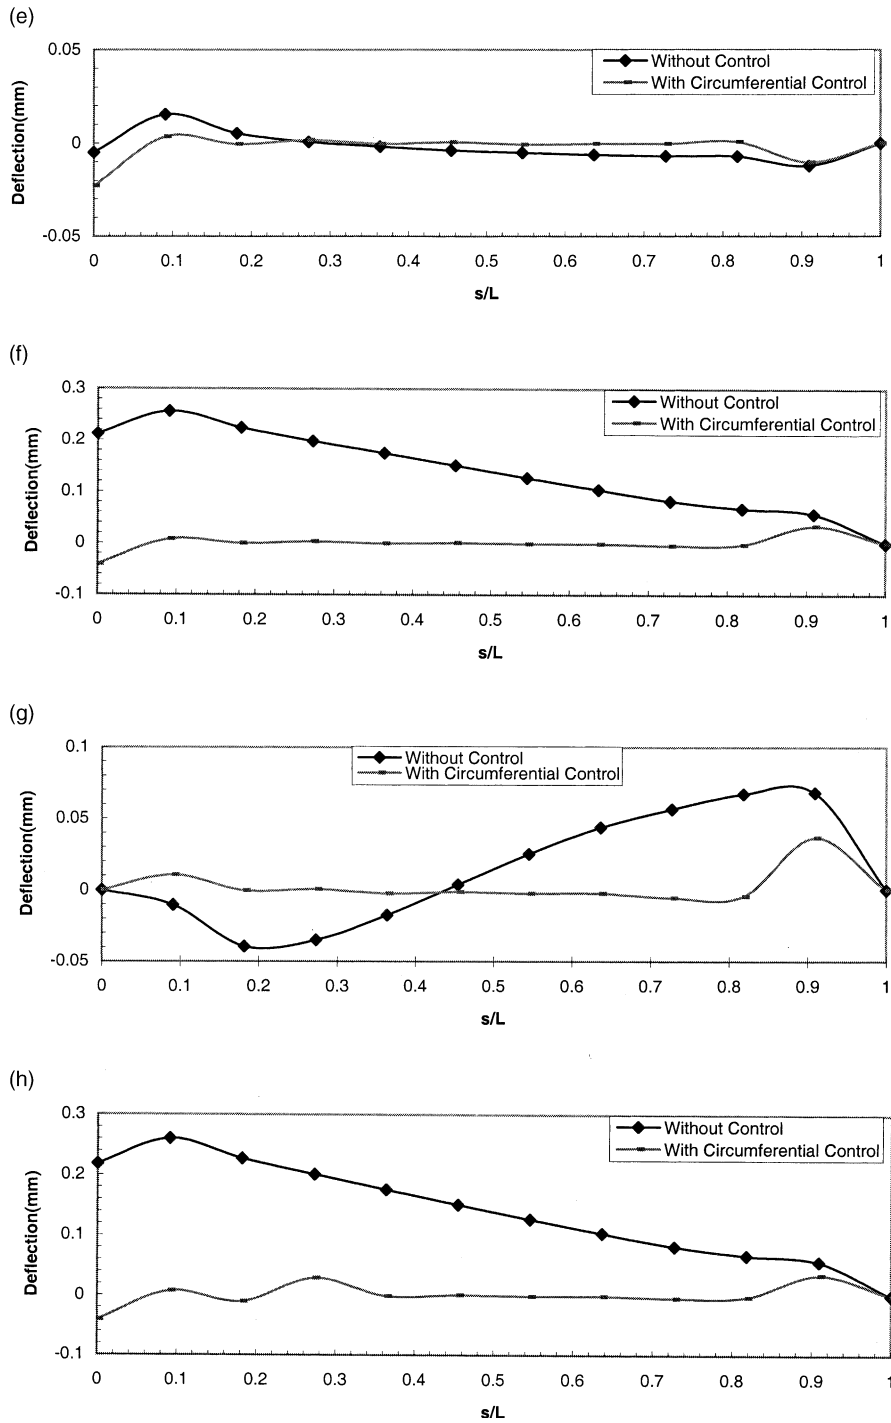 (e)
0.05
Without Control
With Circumferential Control
0
-0.05
Deflection(mm)
0 0.1 0.2 0.3 0.4 0.5 0.6 0.7 0.8 0.9 1
s/L
(f)
0.3
Without Control
With Circumferential Control
0.2
0.1
0
-0.1
Deflection(mm)
0 0.1 0.2 0.3 0.4 0.5 0.6 0.7 0.8 0.9 1
s/L
(g)
0.1
Without Control
With Circumferential Control
0.05
0
-0.05
Deflection(mm)
0 0.1 0.2 0.3 0.4 0.5 0.6 0.7 0.8 0.9 1
s/L
(h)
0.3
Without Control
With Circumferential Control
0.2
0.1
0
-0.1
Deflection(mm)
0 0.1 0.2 0.3 0.4 0.5 0.6 0.7 0.8 0.9 1
s/L